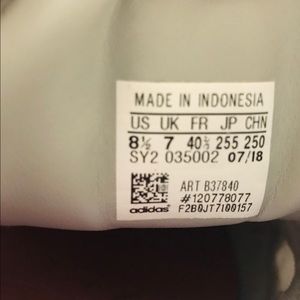 MADE IN INDONESIA
US UK FR JP CHN
8½ 7 40⅔ 255 250
SY2 035002 07/18
ART B37840
#120778077
adidas F2B0JT7I00157